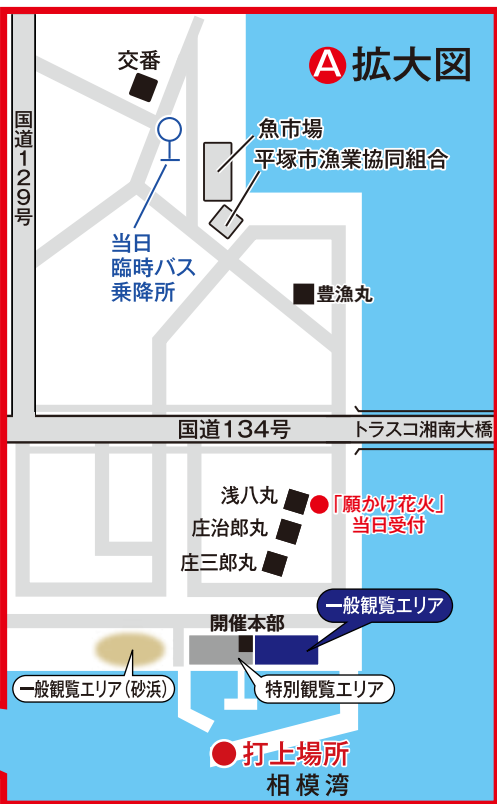 A 拡大図
交番
国道129号
魚市場
平塚市漁業協同組合
当日
臨時バス
乗降所
豊漁丸
国道134号
トラスコ湘南大橋
浅八丸
「願かけ花火」
当日受付
庄治郎丸
庄三郎丸
一般観覧エリア
開催本部
一般観覧エリア（砂浜）
特別観覧エリア
打上場所
相模湾